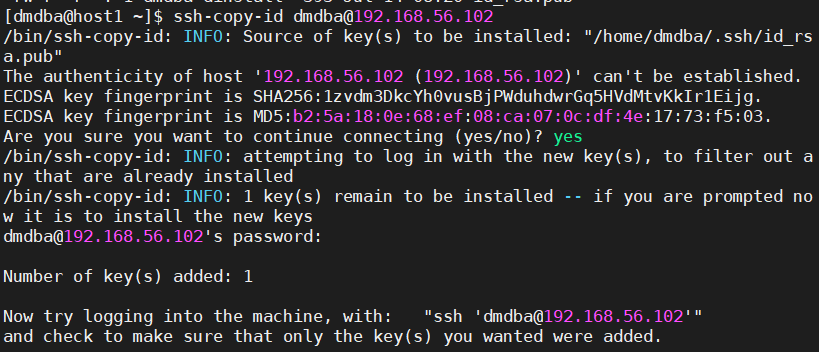 [dmdba@host1 ~]$ ssh-copy-id dmdba@192.168.56.102
/bin/ssh-copy-id: INFO: Source of key(s) to be installed: "/home/dmdba/.ssh/id_rs
a.pub"
The authenticity of host '192.168.56.102 (192.168.56.102)' can't be established.
ECDSA key fingerprint is SHA256:1zvdm3DkcYh0vusBjPWduhdwrGq5HVdMtvKkIr1Eijg.
ECDSA key fingerprint is MD5:b2:5a:18:0e:68:ef:08:ca:07:0c:df:4e:17:73:f5:03.
Are you sure you want to continue connecting (yes/no)? yes
/bin/ssh-copy-id: INFO: attempting to log in with the new key(s), to filter out a
ny that are already installed
/bin/ssh-copy-id: INFO: 1 key(s) remain to be installed -- if you are prompted no
w it is to install the new keys
dmdba@192.168.56.102's password:
Number of key(s) added: 1
Now try logging into the machine, with:   "ssh 'dmdba@192.168.56.102'"
and check to make sure that only the key(s) you wanted were added.